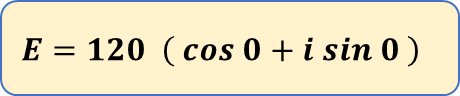 E = 120 ( cos 0 + i sin 0 )